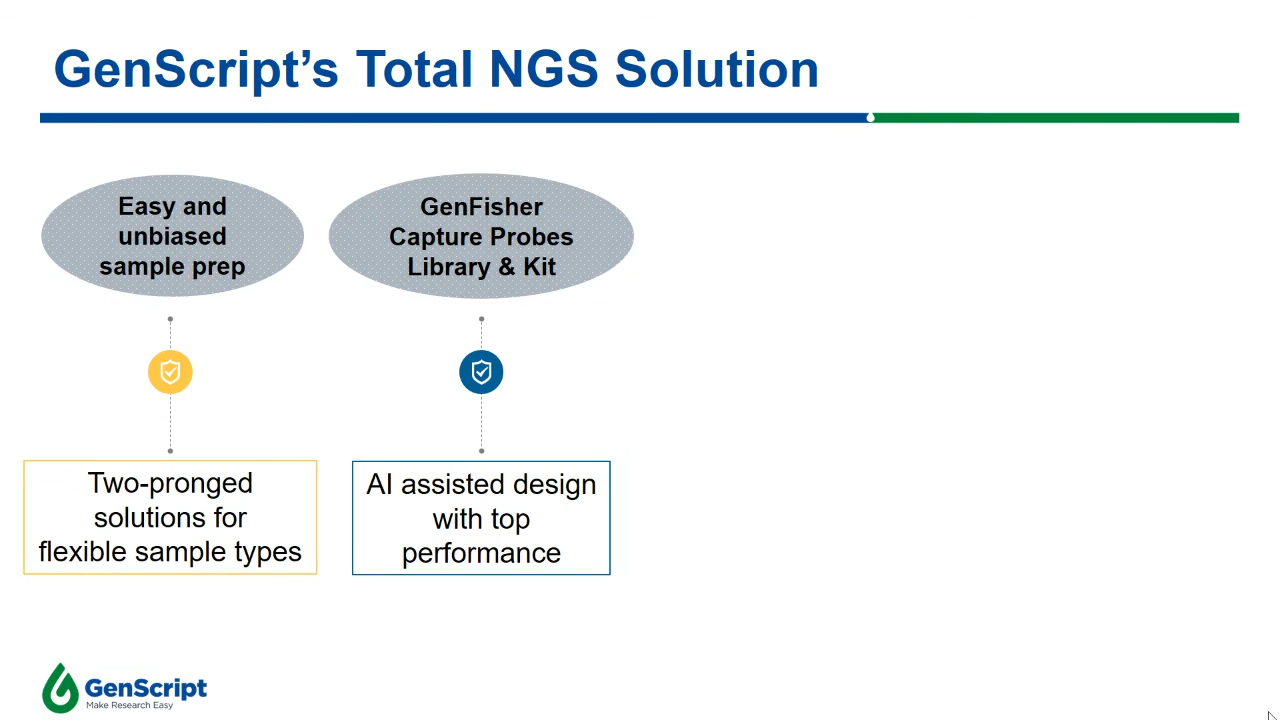 GenScript’s Total NGS Solution
Easy and
unbiased
sample prep
GenFisher
Capture Probes
Library & Kit
Two-pronged
solutions for
flexible sample types
AI assisted design
with top
performance
GenScript
Make Research Easy